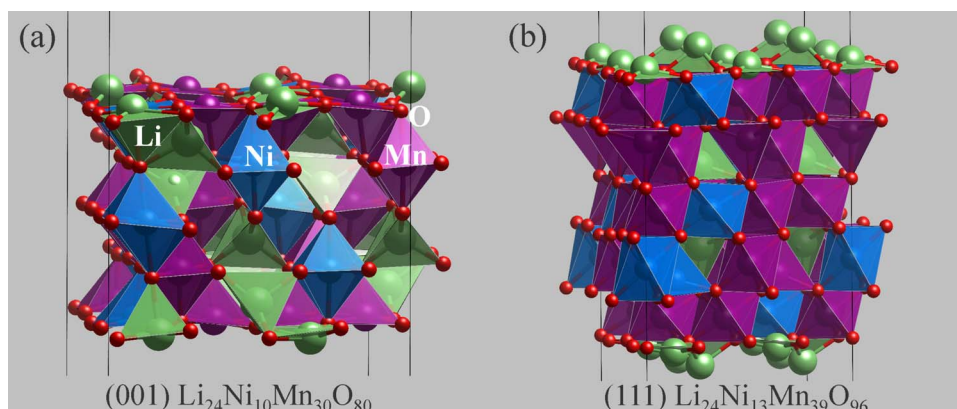 (a)
(b)
O
Li
Ni
Mn
(001) Li₂₄Ni₁₀Mn₃₀O₈₀
(111) Li₂₄Ni₁₃Mn₃₉O₉₆